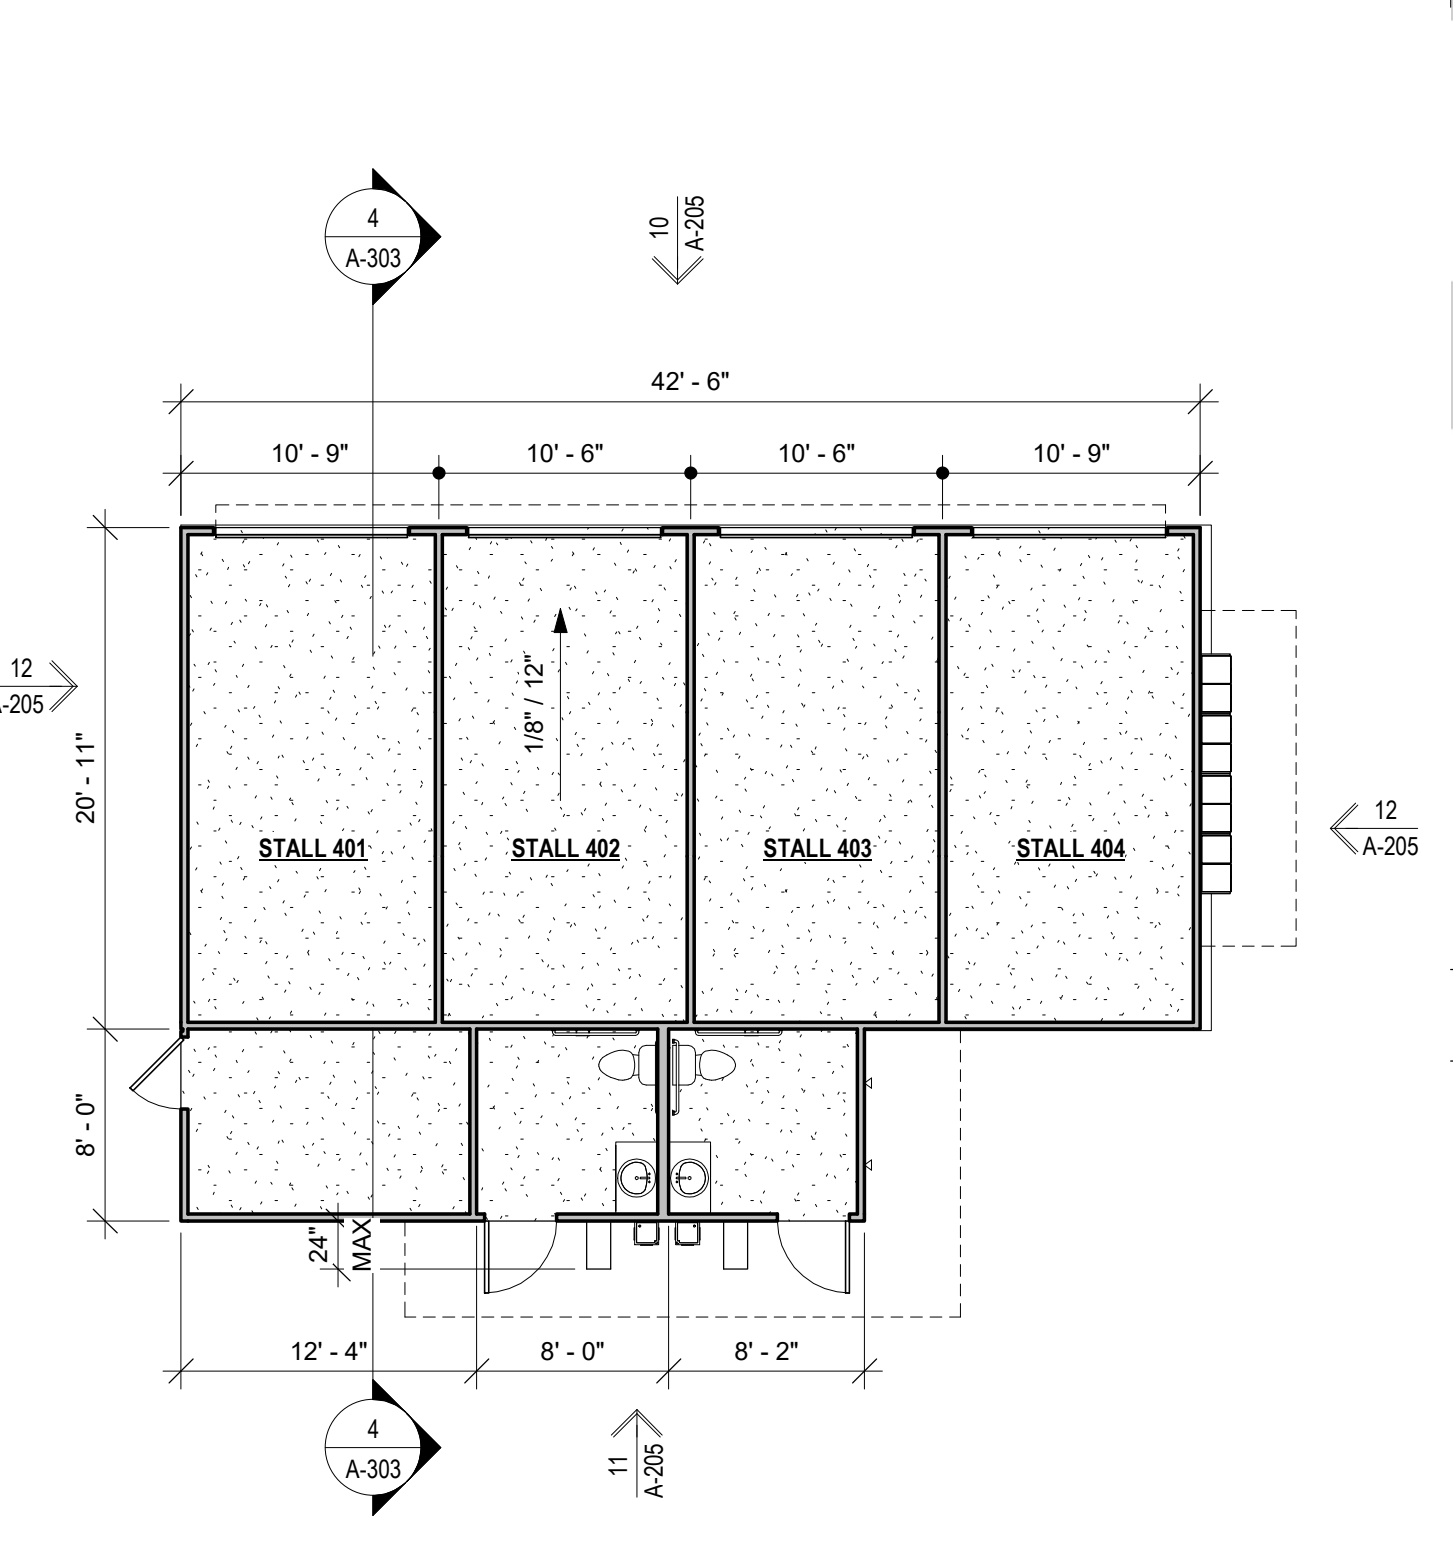 4
A-303
10
A-205
42' - 6"
10' - 9"
10' - 6"
10' - 6"
10' - 9"
12
-205
20' - 11"
1/8" / 12"
12
A-205
STALL 401
STALL 402
STALL 403
STALL 404
8' - 0"
24"
MAX
12' - 4"
8' - 0"
8' - 2"
4
A-303
11
A-205